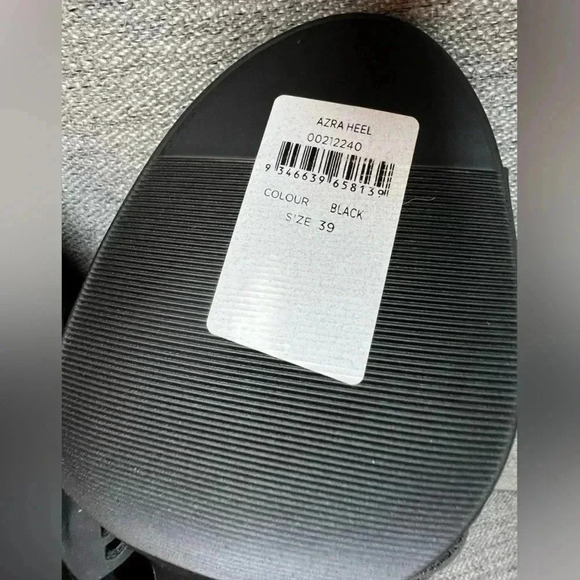 AZRA HEEL
00212240
9 346639 658139
COLOUR BLACK
SIZE 39